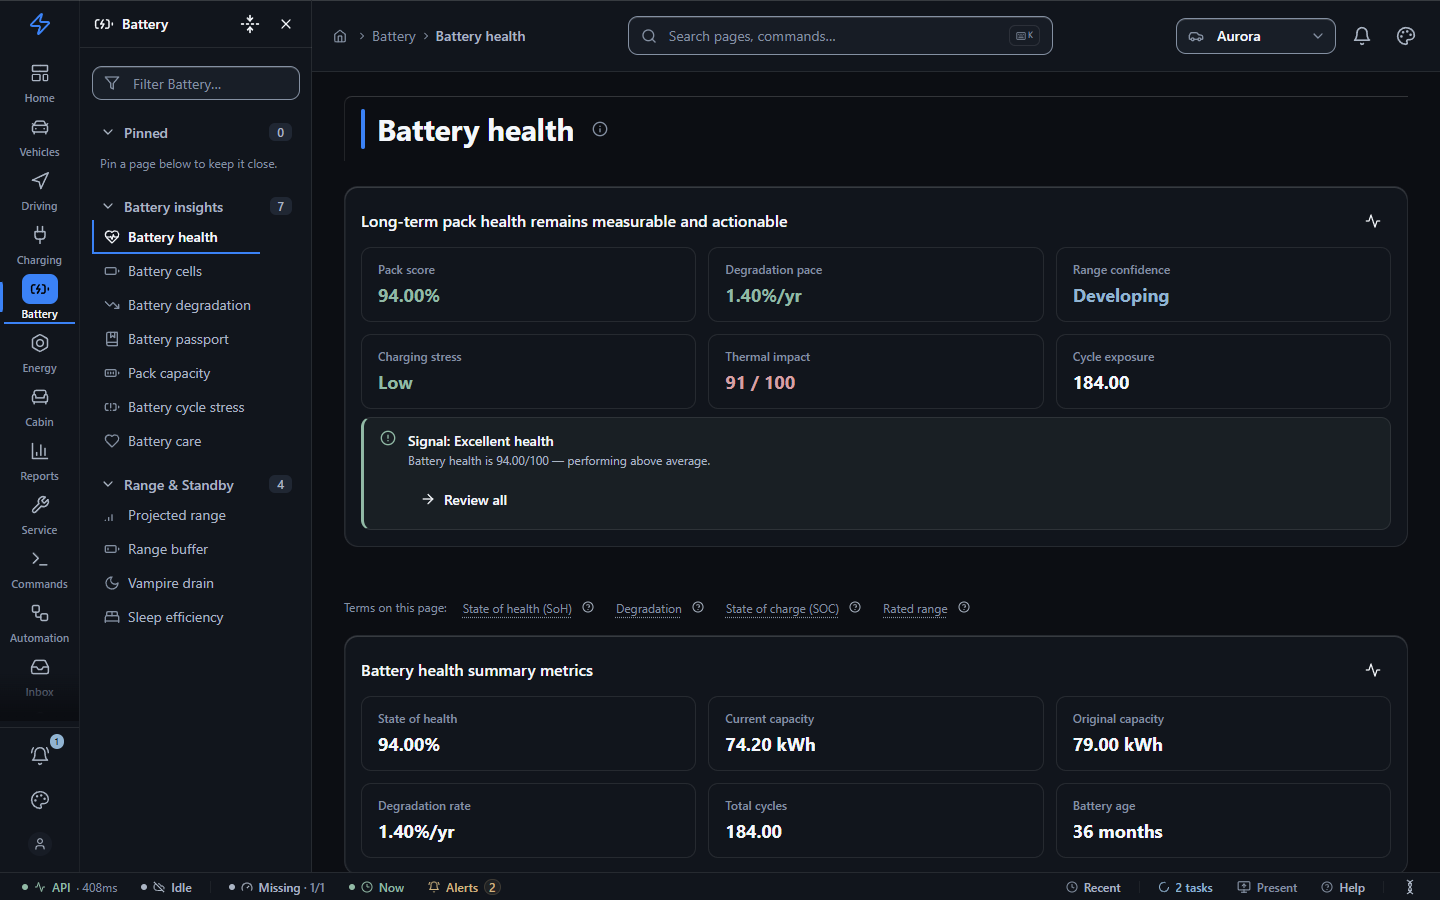 Battery
Battery
Battery health
Search pages, commands...
K
Aurora
Home
Vehicles
Driving
Charging
Battery
Energy
Cabin
Reports
Service
Commands
Automation
Inbox
1
Filter Battery...
Pinned
0
Pin a page below to keep it close.
Battery insights
7
Battery health
Battery cells
Battery degradation
Battery passport
Pack capacity
Battery cycle stress
Battery care
Range & Standby
4
Projected range
Range buffer
Vampire drain
Sleep efficiency
Battery health
Long-term pack health remains measurable and actionable
Pack score
94.00%
Degradation pace
1.40%/yr
Range confidence
Developing
Charging stress
Low
Thermal impact
91 / 100
Cycle exposure
184.00
Signal: Excellent health
Battery health is 94.00/100 — performing above average.
Review all
Terms on this page: State of health (SoH) Degradation State of charge (SOC) Rated range
Battery health summary metrics
State of health
94.00%
Current capacity
74.20 kWh
Original capacity
79.00 kWh
Degradation rate
1.40%/yr
Total cycles
184.00
Battery age
36 months
API · 408ms Idle Missing · 1/1 Now Alerts 2 Recent 2 tasks Present Help